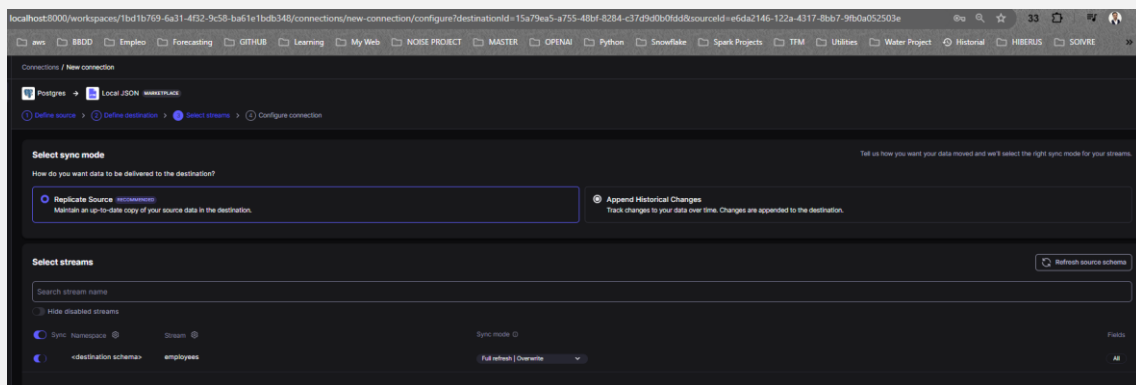 localhost:8000/workspaces/1bd1b769-6a31-4f32-9c58-ba61e1bdb348/connections/new-connection/configure?destinationId=15a79ea5-a755-48bf-8284-c37d9d0b0fdd&sourceId=e6da2146-122a-4317-8bb7-9fb0a052503e 33
aws BBDD Empleo Forecasting GITHUB Learning My Web NOISE PROJECT MASTER OPENAI Python Snowflake Spark Projects TFM Utilities Water Project Historial HIBERUS SOIVRE »
Connections / New connection
Postgres → Local JSON MARKETPLACE
1 Define source > 2 Define destination > 3 Select streams > 4 Configure connection
Select sync mode Tell us how you want your data moved and we'll select the right sync mode for your streams.
How do you want data to be delivered to the destination?
Replicate Source RECOMMENDED Append Historical Changes
Maintain an up-to-date copy of your source data in the destination. Track changes to your data over time. Changes are appended to the destination.
Select streams Refresh source schema
Search stream name
Hide disabled streams
Sync Namespace Stream Sync mode Fields
<destination schema> employees Full refresh | Overwrite All